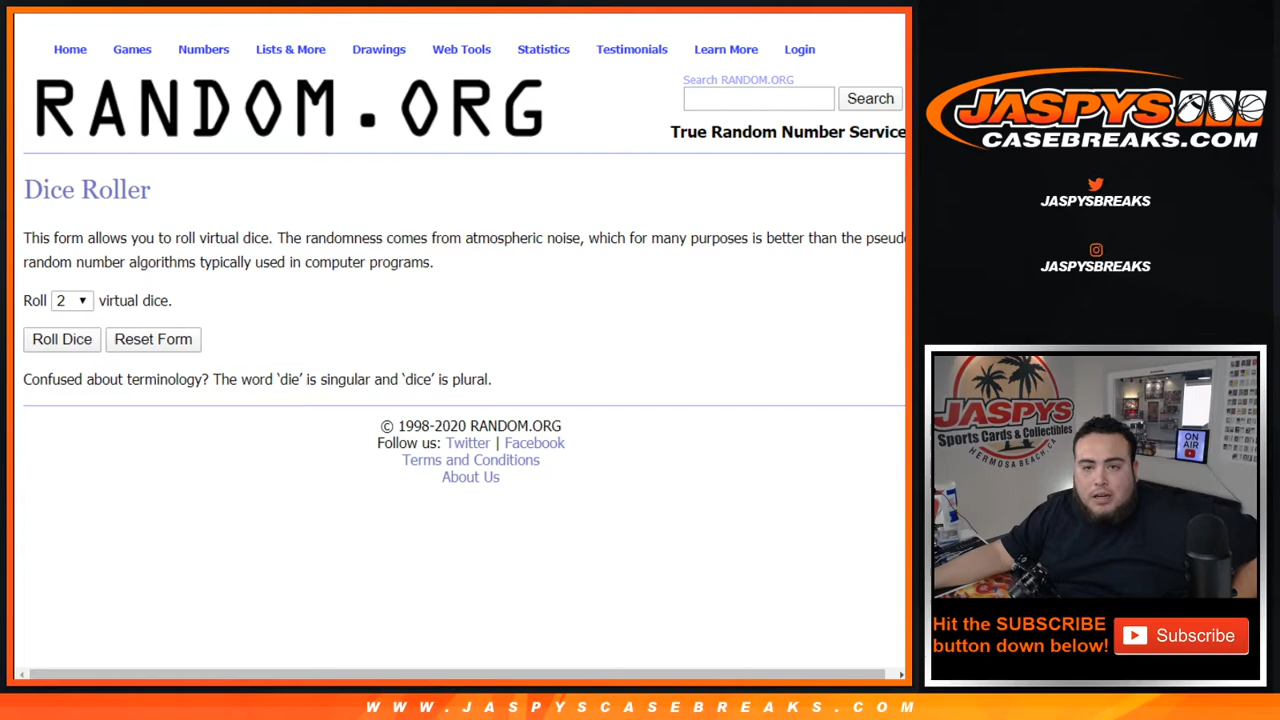 Home Games Numbers Lists & More Drawings Web Tools Statistics Testimonials Learn More Login
RANDOM.ORG
Search RANDOM.ORG
Search
True Random Number Service
Dice Roller
This form allows you to roll virtual dice. The randomness comes from atmospheric noise, which for many purposes is better than the pseudo
random number algorithms typically used in computer programs.
Roll 2 virtual dice.
Roll Dice Reset Form
Confused about terminology? The word ‘die’ is singular and ‘dice’ is plural.
© 1998-2020 RANDOM.ORG
Follow us: Twitter | Facebook
Terms and Conditions
About Us
JASPYS
CASEBREAKS.COM
JASPYSBREAKS
JASPYSBREAKS
JASPYS
Sports Cards & Collectibles
HERMOSA BEACH, CA
ON
AIR
Hit the SUBSCRIBE
button down below!
Subscribe
WWW.JASPYSCASEBREAKS.COM